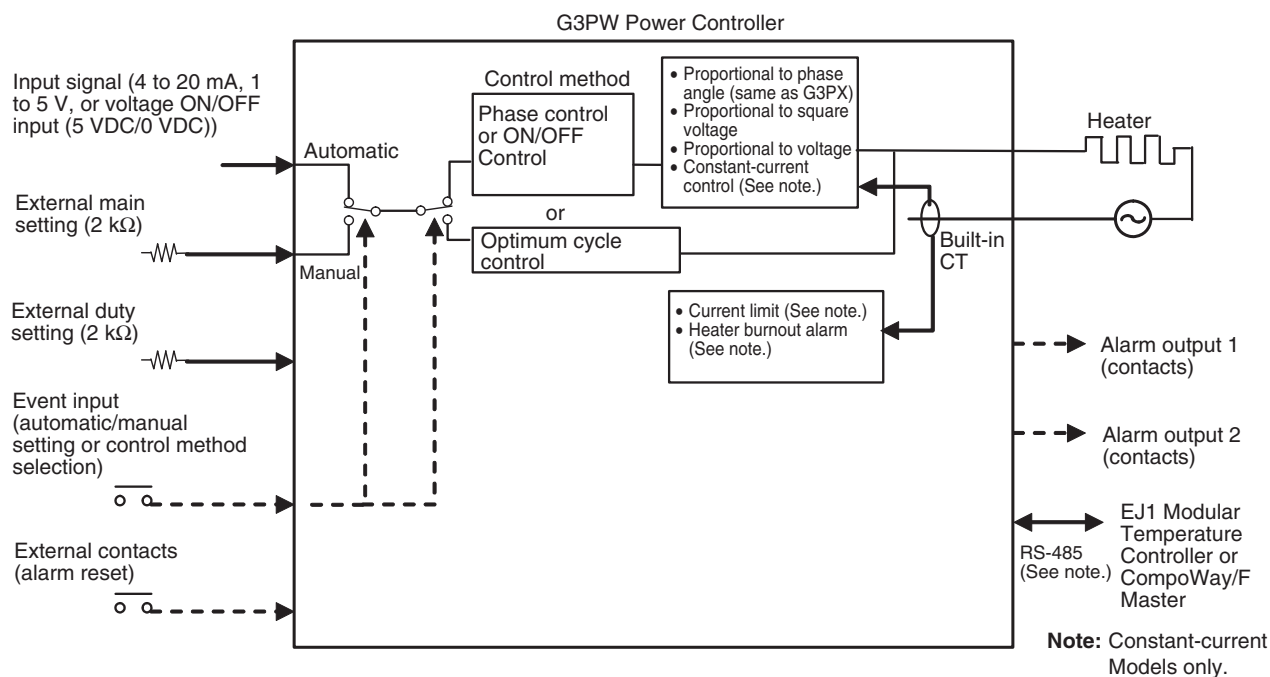 G3PW Power Controller
Input signal (4 to 20 mA, 1
to 5 V, or voltage ON/OFF
input (5 VDC/0 VDC))
External main
setting (2 kΩ)
External duty
setting (2 kΩ)
Event input
(automatic/manual
setting or control method
selection)
External contacts
(alarm reset)
Automatic
Manual
Control method
Phase control
or ON/OFF
Control
or
Optimum cycle
control
• Proportional to phase
angle (same as G3PX)
• Proportional to square
voltage
• Proportional to voltage
• Constant-current
control (See note.)
Built-in
CT
• Current limit (See note.)
• Heater burnout alarm
(See note.)
Heater
Alarm output 1
(contacts)
Alarm output 2
(contacts)
RS-485
(See note.)
EJ1 Modular
Temperature
Controller or
CompoWay/F
Master
Note: Constant-current
Models only.